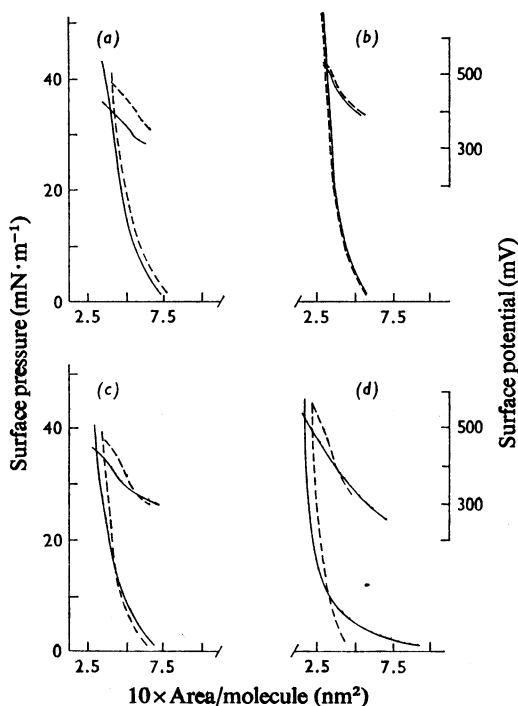 (a)
(b)
40
20
0
2.5
7.5
2.5
7.5
500
300
(c)
(d)
40
20
0
2.5
7.5
2.5
7.5
500
300
Surface pressure (mN·m⁻¹)
Surface potential (mV)
10×Area/molecule (nm²)